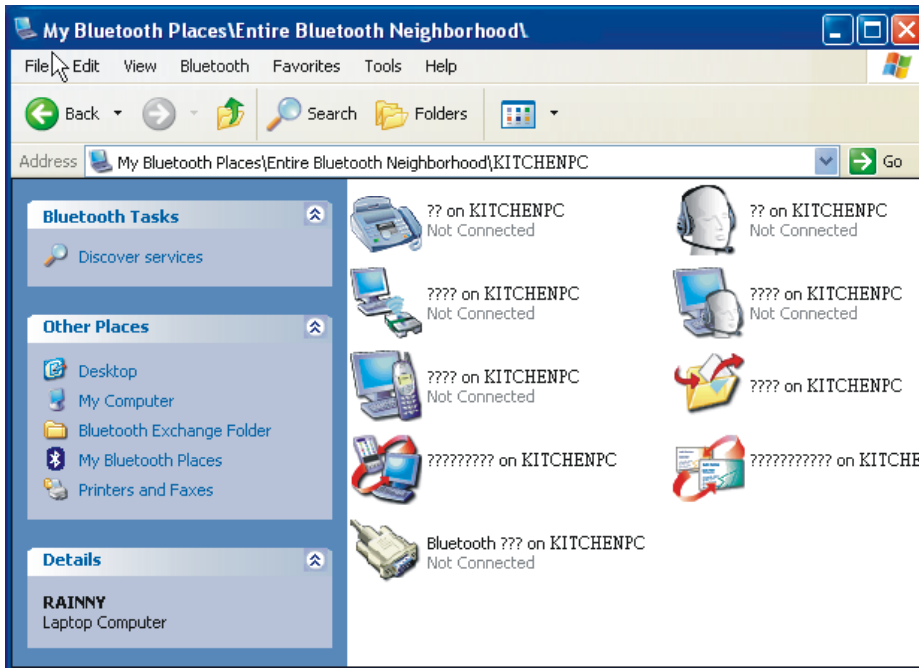 My Bluetooth Places\Entire Bluetooth Neighborhood\
File Edit View Bluetooth Favorites Tools Help
Back Search Folders
Address My Bluetooth Places\Entire Bluetooth Neighborhood\KITCHENPC Go
Bluetooth Tasks
Discover services
Other Places
Desktop
My Computer
Bluetooth Exchange Folder
My Bluetooth Places
Printers and Faxes
Details
RAINNY
Laptop Computer
?? on KITCHENPC
Not Connected
?? on KITCHENPC
Not Connected
???? on KITCHENPC
Not Connected
???? on KITCHENPC
Not Connected
???? on KITCHENPC
Not Connected
???? on KITCHENPC
????????? on KITCHENPC
??????????? on KITCHE
Bluetooth ??? on KITCHENPC
Not Connected